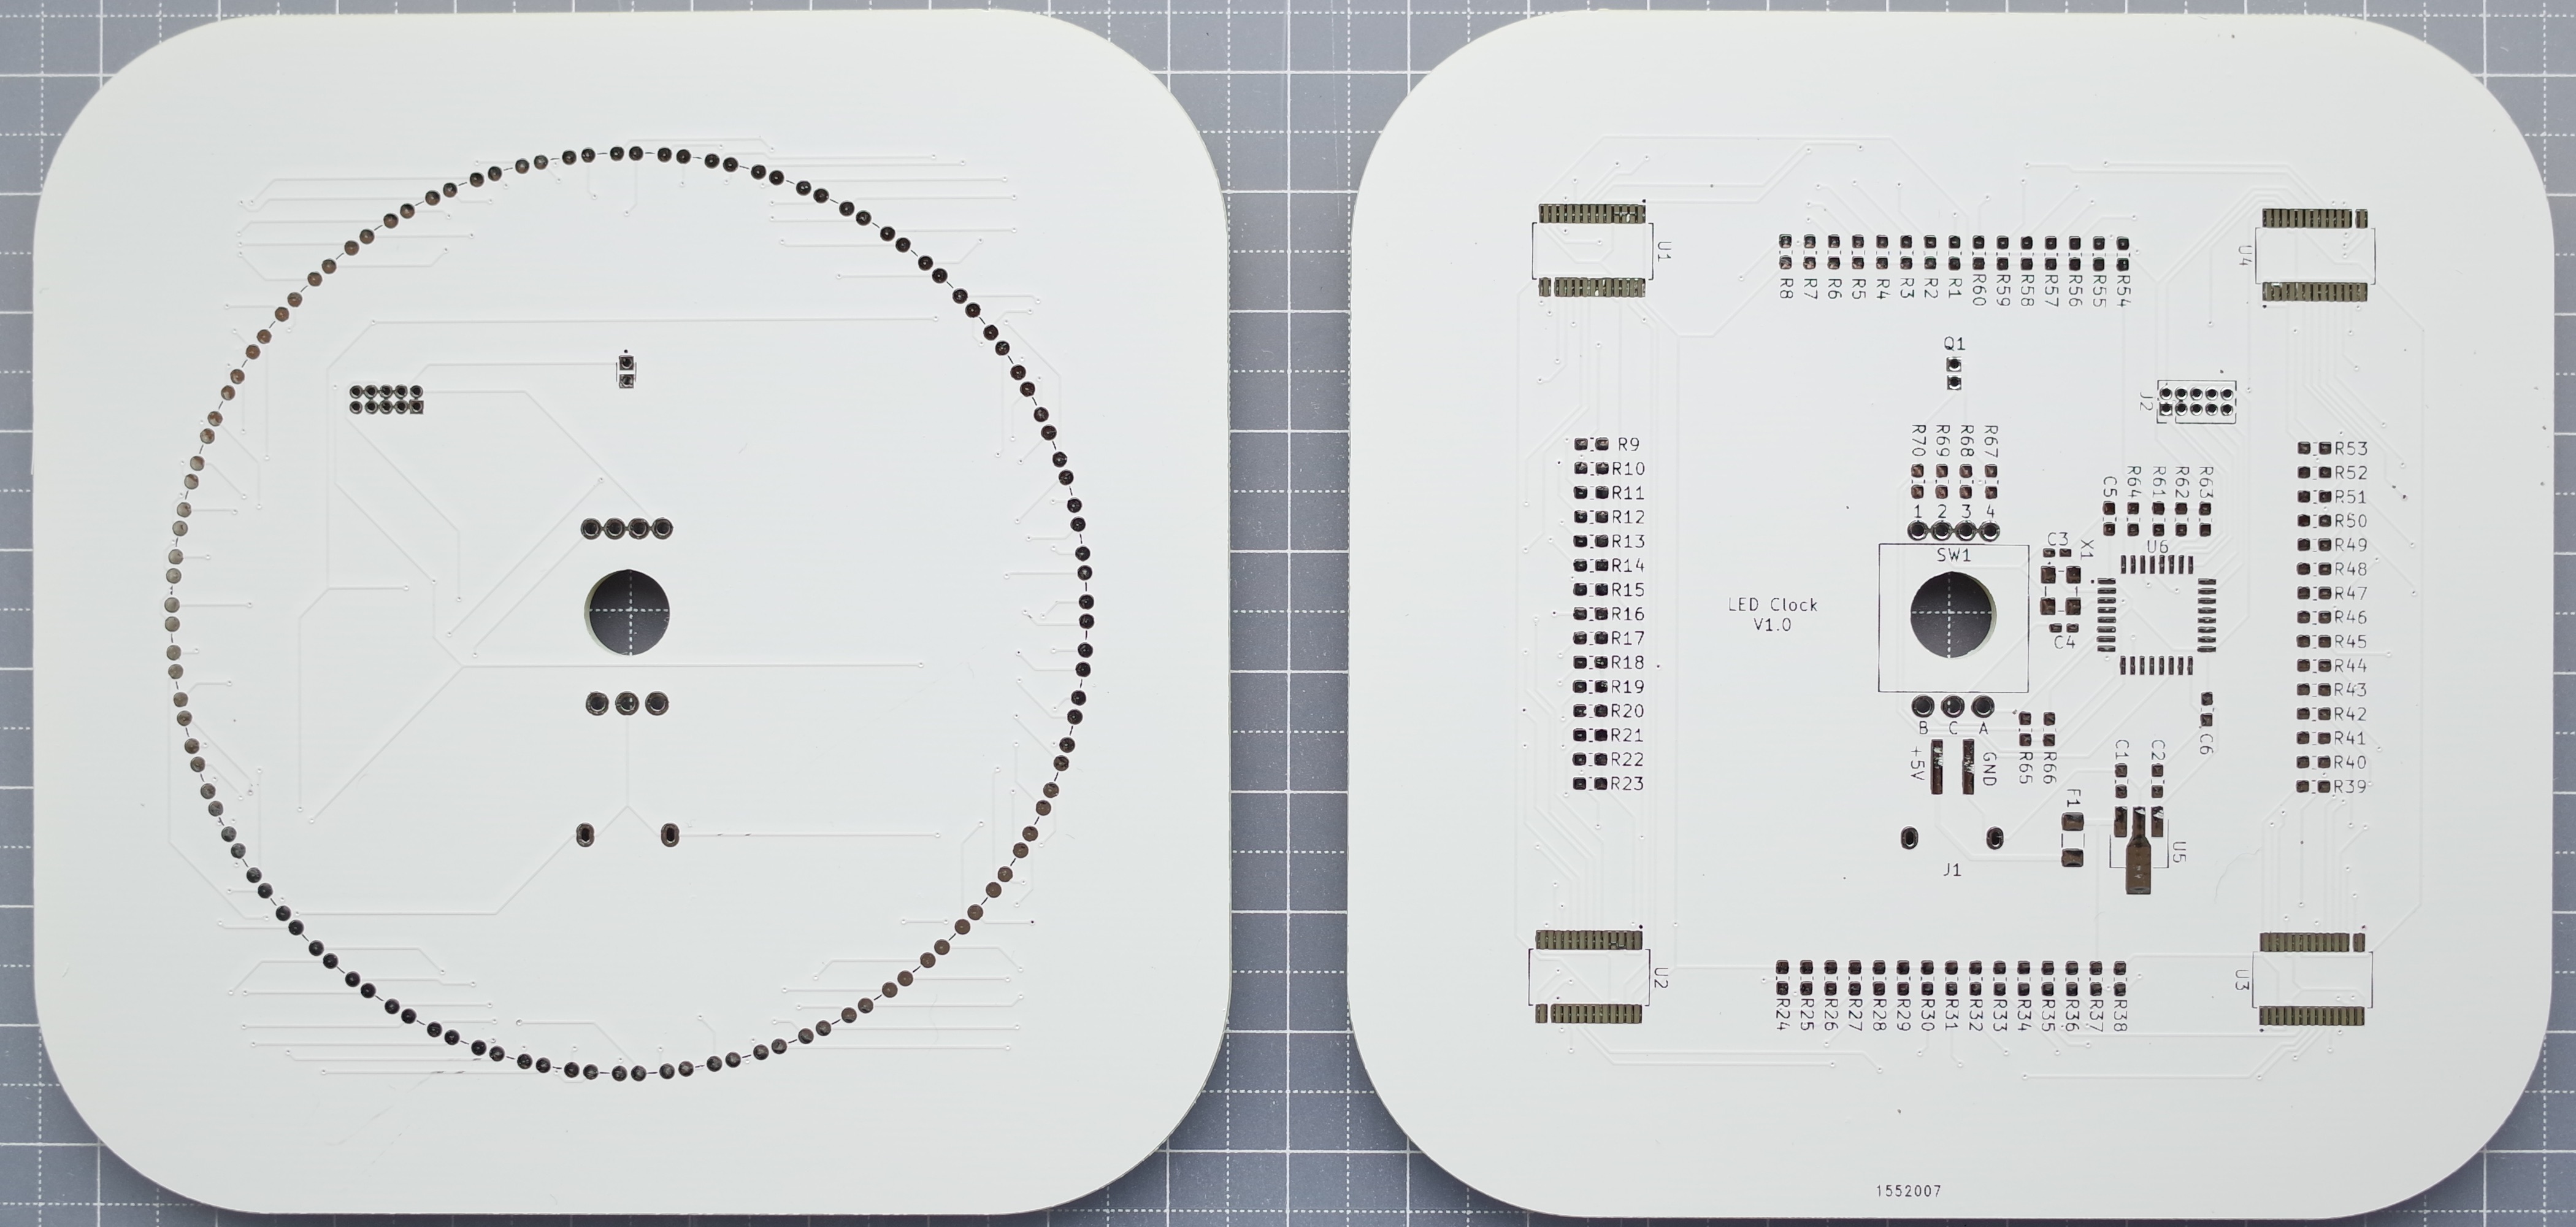 U1
U4
R8 R7 R6 R5 R4 R3 R2 R1 R60 R59 R58 R57 R56 R55 R54
Q1
J2
R70 R69 R68 R67
1 2 3 4
SW1
R9
R10
R11
R12
R13
R14
R15
R16
R17
R18
R19
R20
R21
R22
R23
LED Clock
V1.0
C5 R64 R61 R62 R63
C3 X1 U6
C4
R53
R52
R51
R50
R49
R48
R47
R46
R45
R44
R43
R42
R41
R40
R39
B C A
+5V GND R65 R66
C1 C2 C6
F1
U5
J1
U2
U3
R24 R25 R26 R27 R28 R29 R30 R31 R32 R33 R34 R35 R36 R37 R38
1552007